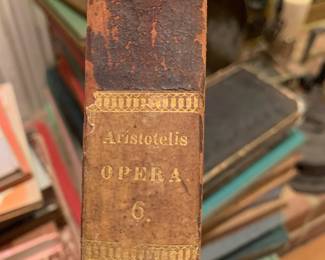 Aristotelis
OPERA.
6.